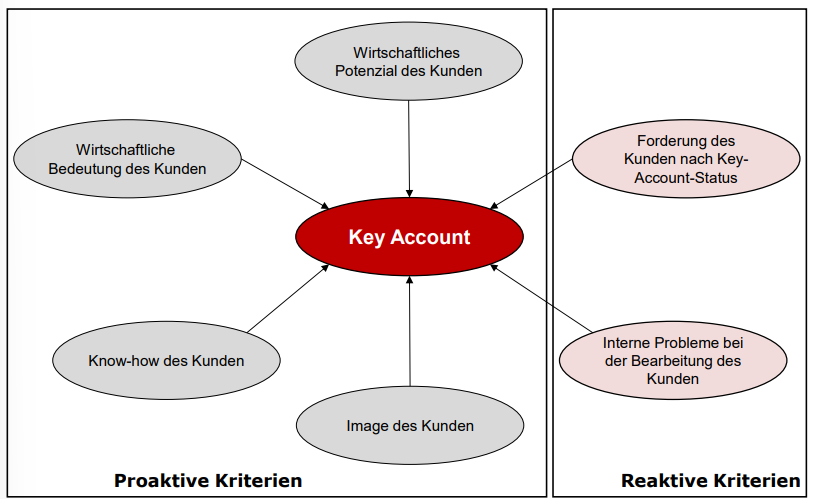 Wirtschaftliches
Potenzial des Kunden
Wirtschaftliche
Bedeutung des Kunden
Forderung des
Kunden nach Key-
Account-Status
Key Account
Know-how des Kunden
Interne Probleme bei
der Bearbeitung des
Kunden
Image des Kunden
Proaktive Kriterien
Reaktive Kriterien